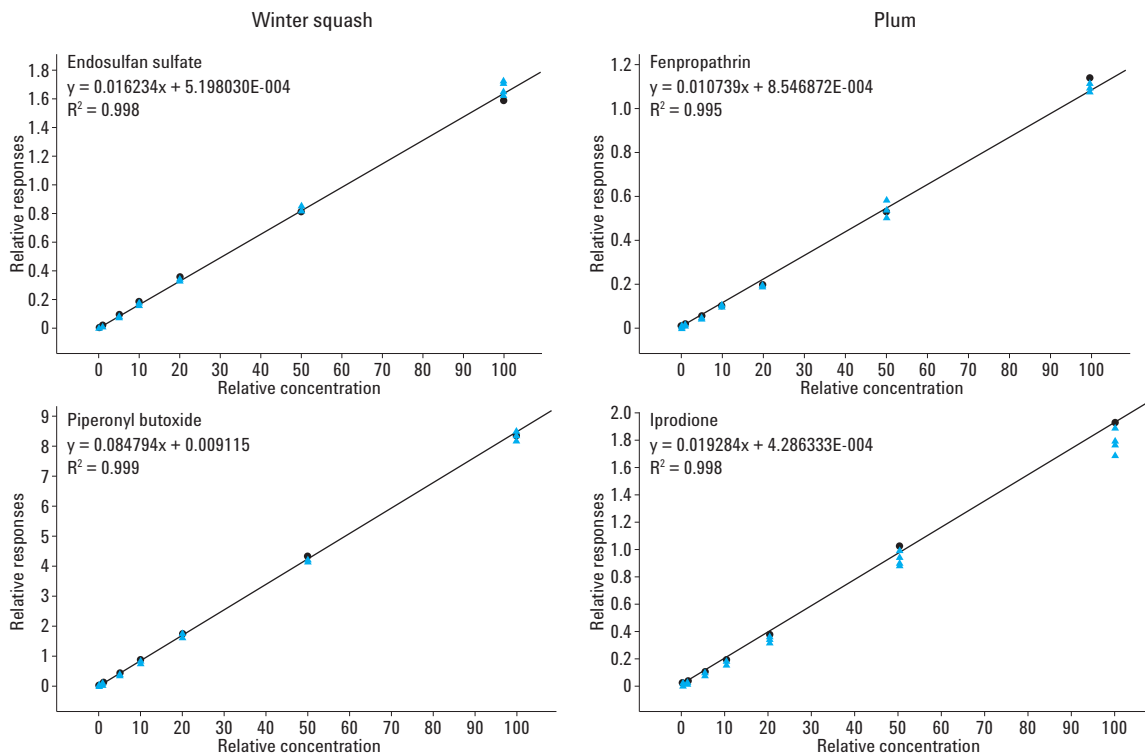 Winter squash
Plum
Endosulfan sulfate
y = 0.016234x + 5.198030E-004
R² = 0.998
Relative responses
1.8
1.6
1.4
1.2
1.0
0.8
0.6
0.4
0.2
0
0 10 20 30 40 50 60 70 80 90 100
Relative concentration
Fenpropathrin
y = 0.010739x + 8.546872E-004
R² = 0.995
Relative responses
1.2
1.0
0.8
0.6
0.4
0.2
0
0 10 20 30 40 50 60 70 80 90 100
Relative concentration
Piperonyl butoxide
y = 0.084794x + 0.009115
R² = 0.999
Relative responses
9
8
7
6
5
4
3
2
1
0
0 10 20 30 40 50 60 70 80 90 100
Relative concentration
Iprodione
y = 0.019284x + 4.286333E-004
R² = 0.998
Relative responses
2.0
1.8
1.6
1.4
1.2
1.0
0.8
0.6
0.4
0.2
0
0 10 20 30 40 50 60 70 80 90 100
Relative concentration